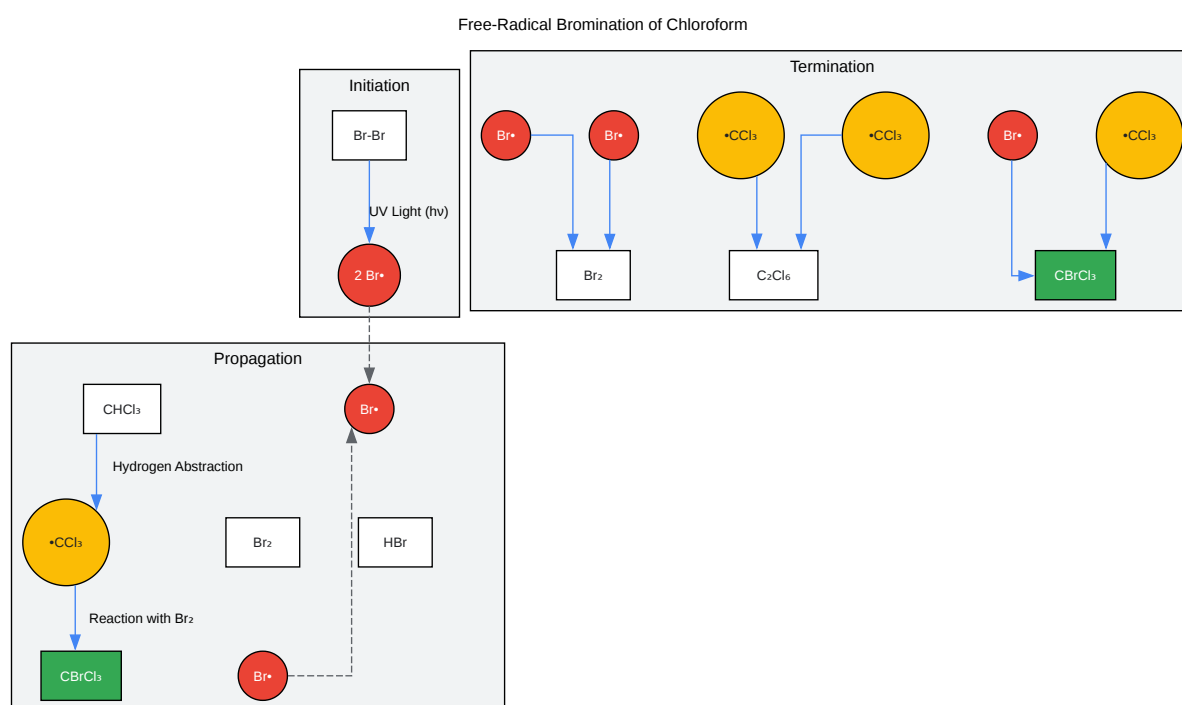 Free-Radical Bromination of Chloroform
Initiation
Br-Br
UV Light (hν)
2 Br•
Termination
Br•
Br•
•CCl₃
•CCl₃
Br•
•CCl₃
Br₂
C₂Cl₆
CBrCl₃
Propagation
CHCl₃
Br•
Hydrogen Abstraction
•CCl₃
Br₂
HBr
Reaction with Br₂
CBrCl₃
Br•